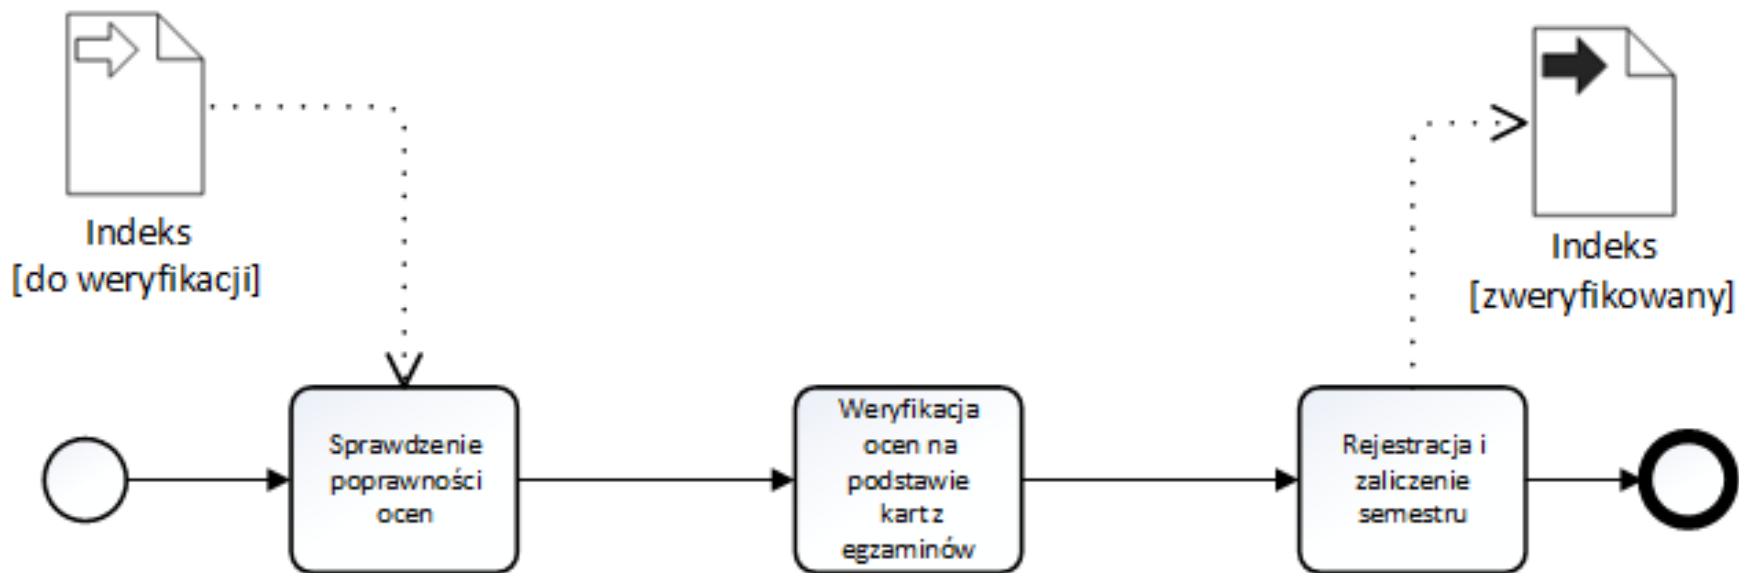 Indeks
[do weryfikacji]
Indeks
[zweryfikowany]
Sprawdzenie
poprawności
ocen
Weryfikacja
ocen na
podstawie
kart z
egzaminów
Rejestracja i
zaliczenie
semestru